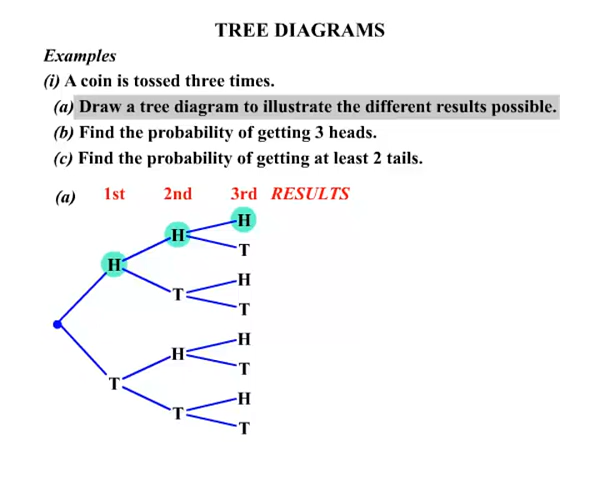 TREE DIAGRAMS
Examples
(i) A coin is tossed three times.
(a) Draw a tree diagram to illustrate the different results possible.
(b) Find the probability of getting 3 heads.
(c) Find the probability of getting at least 2 tails.
(a) 1st 2nd 3rd RESULTS
H
H
T
H
H
T
T
H
H
T
T
H
T
T